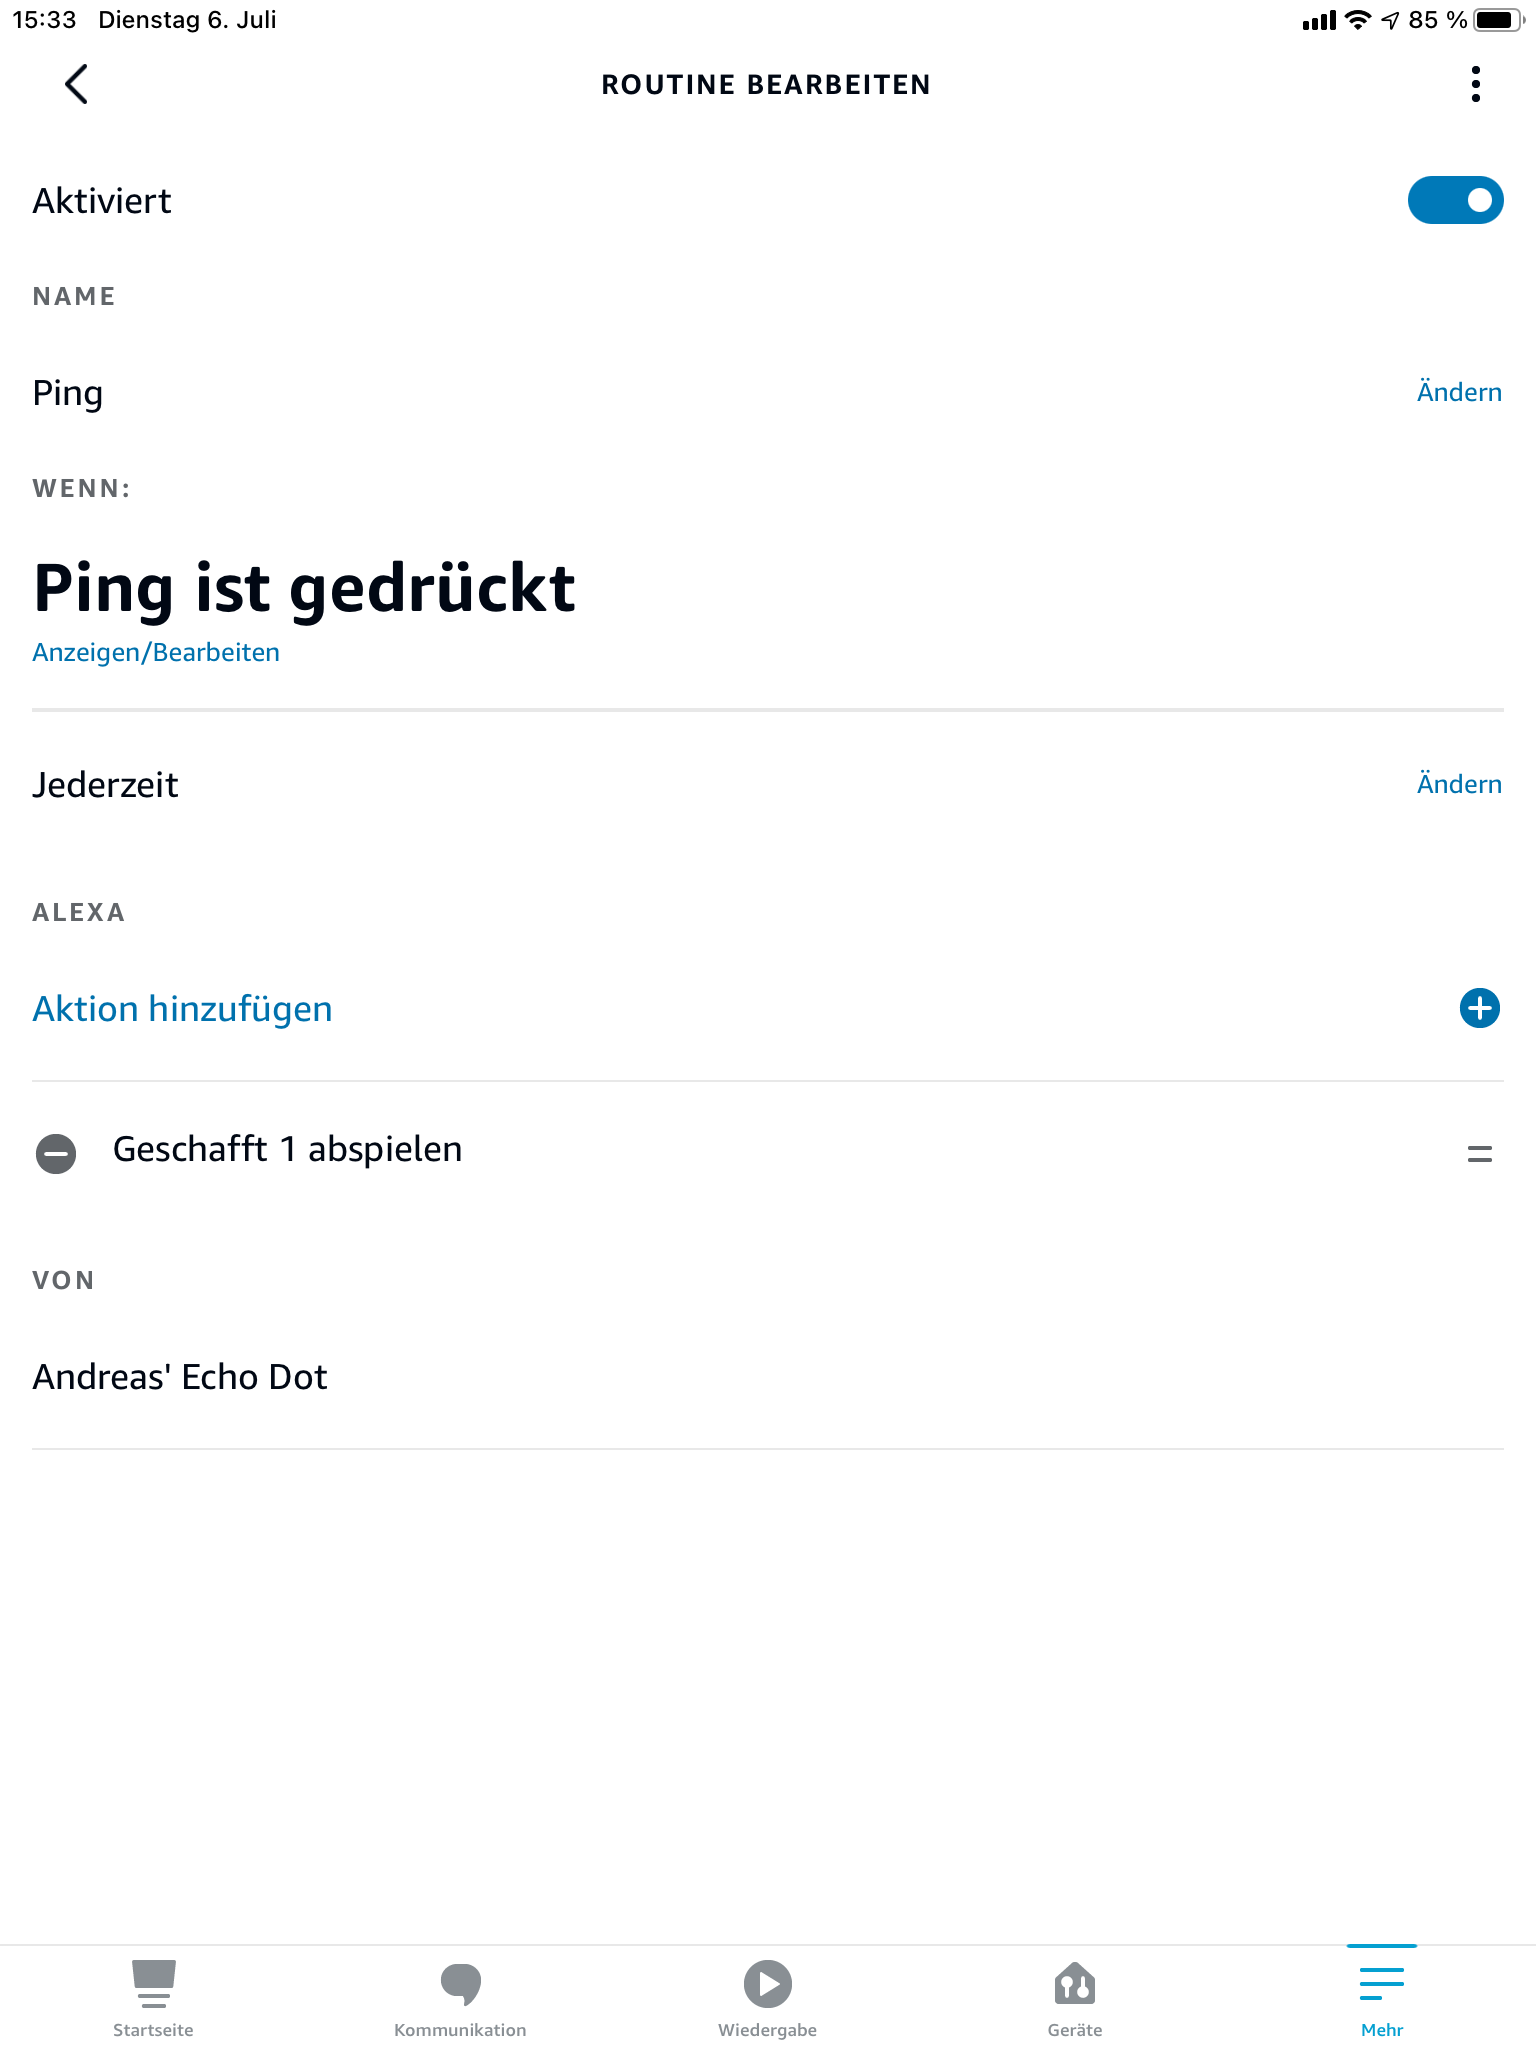 15:33 Dienstag 6. Juli 85 %
ROUTINE BEARBEITEN
Aktiviert
NAME
Ping Ändern
WENN:
Ping ist gedrückt
Anzeigen/Bearbeiten
Jederzeit Ändern
ALEXA
Aktion hinzufügen
Geschafft 1 abspielen
VON
Andreas' Echo Dot
Startseite Kommunikation Wiedergabe Geräte Mehr